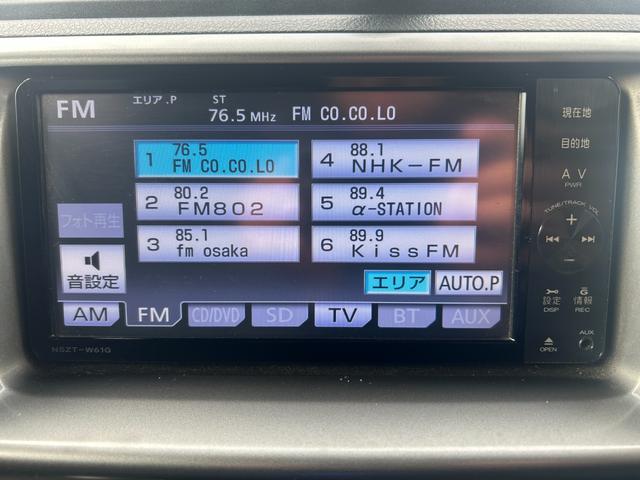 FM
エリア.P
ST
76.5 MHz
FM CO.CO.LO
1 76.5 FM CO.CO.LO
4 88.1 NHK-FM
2 80.2 FM802
5 89.4 α-STATION
3 85.1 fm osaka
6 89.9 KissFM
フォト再生
音設定
エリア
AUTO.P
AM
FM
CD/DVD
SD
TV
BT
AUX
NSZT-W61G
現在地
目的地
AV
PWR
TUNE/TRACK VOL
+
−
設定
DISP
情報
REC
OPEN
AUX